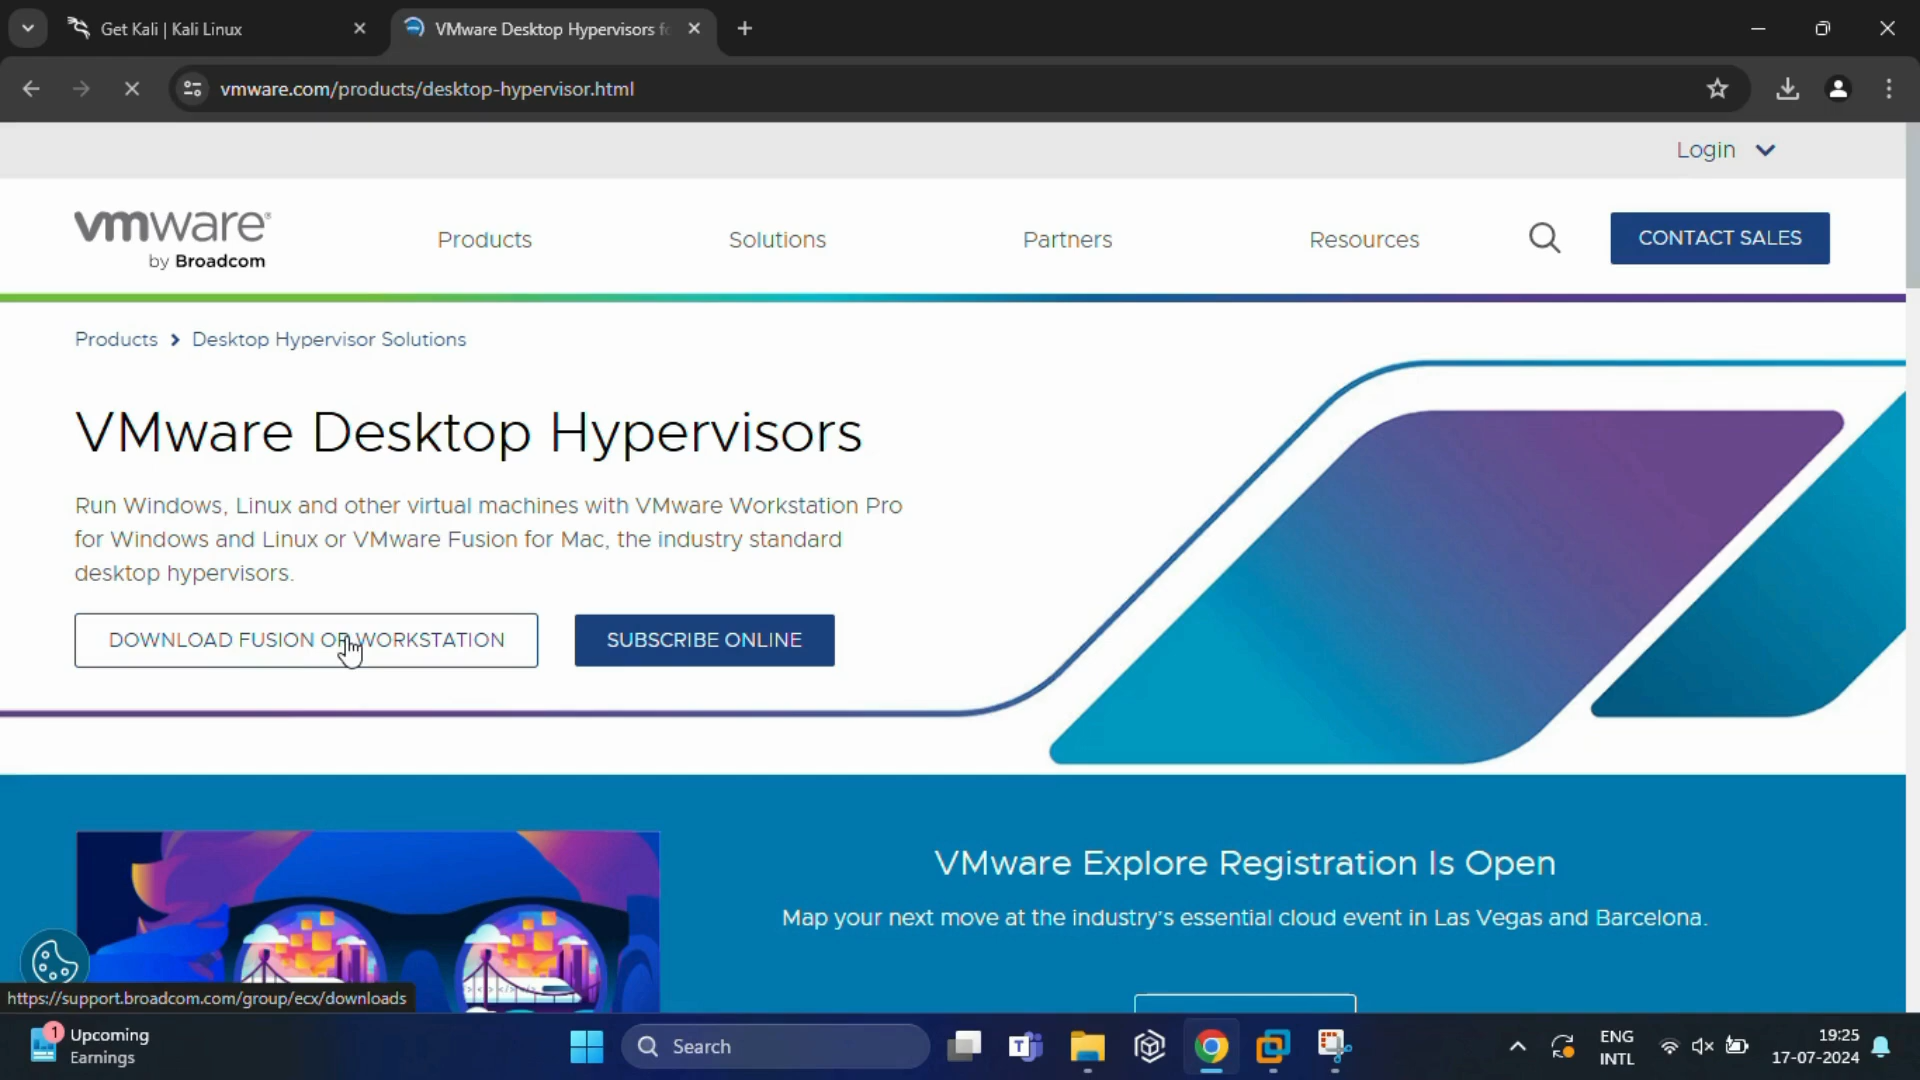 Get Kali | Kali Linux
VMware Desktop Hypervisors fo
vmware.com/products/desktop-hypervisor.html
Login
vmware®
by Broadcom
Products
Solutions
Partners
Resources
CONTACT SALES
Products > Desktop Hypervisor Solutions
VMware Desktop Hypervisors
Run Windows, Linux and other virtual machines with VMware Workstation Pro
for Windows and Linux or VMware Fusion for Mac, the industry standard
desktop hypervisors.
DOWNLOAD FUSION OR WORKSTATION
SUBSCRIBE ONLINE
VMware Explore Registration Is Open
Map your next move at the industry's essential cloud event in Las Vegas and Barcelona.
https://support.broadcom.com/group/ecx/downloads
1
Upcoming
Earnings
Search
ENG
INTL
19:25
17-07-2024